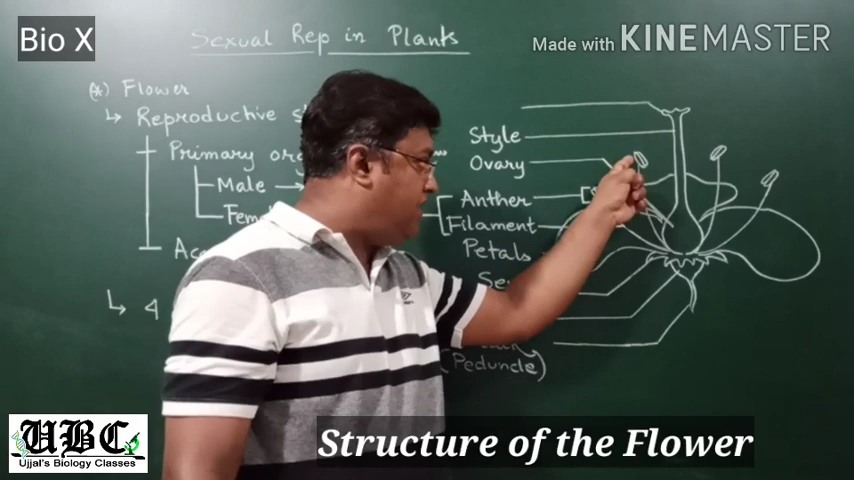 Bio X
Made with KINEMASTER
Sexual Rep in Plants
(*) Flower
↳ Reproductive
Primary
Male →
Style
Ovary
Anther
Filament
Petals
↳ 4
(Peduncle)
UBC
Ujjal's Biology Classes
Structure of the Flower